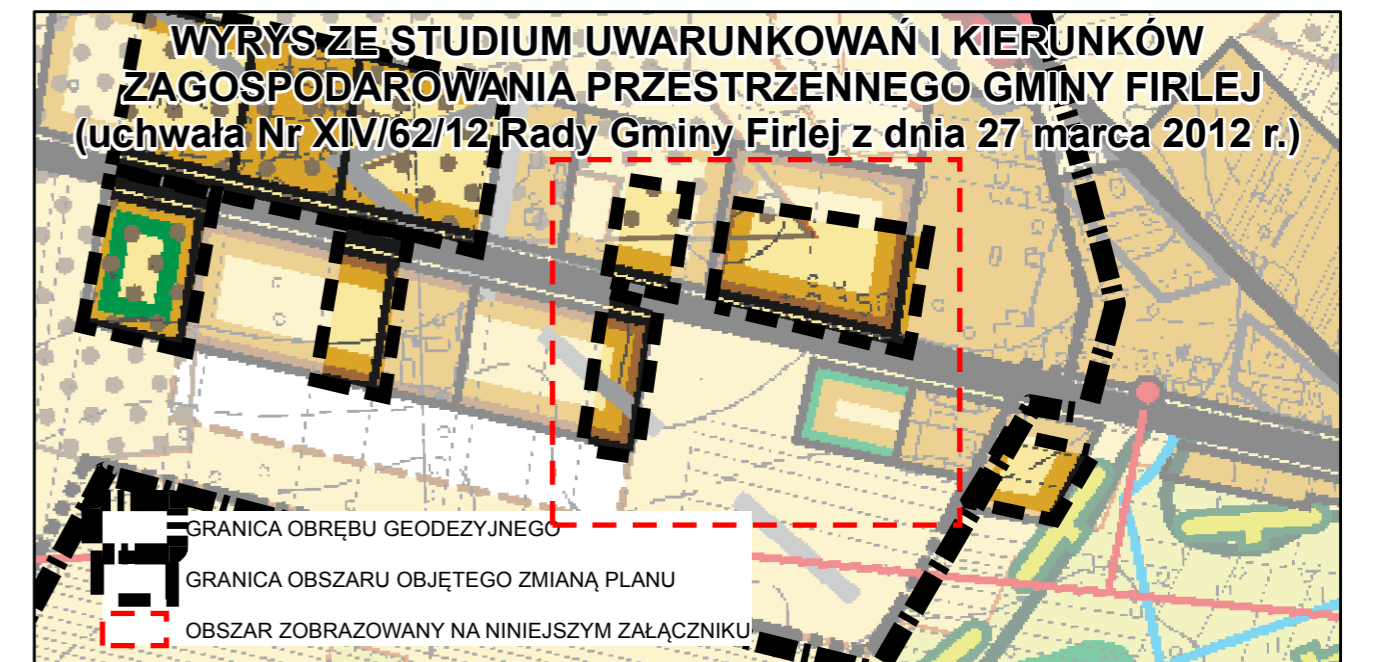 WYRYS ZE STUDIUM UWARUNKOWAŃ I KIERUNKÓW
ZAGOSPODAROWANIA PRZESTRZENNEGO GMINY FIRLEJ
(uchwała Nr XIV/62/12 Rady Gminy Firlej z dnia 27 marca 2012 r.)
GRANICA OBRĘBU GEODEZYJNEGO
GRANICA OBSZARU OBJĘTEGO ZMIANĄ PLANU
OBSZAR ZOBRAZOWANY NA NINIEJSZYM ZAŁĄCZNIKU